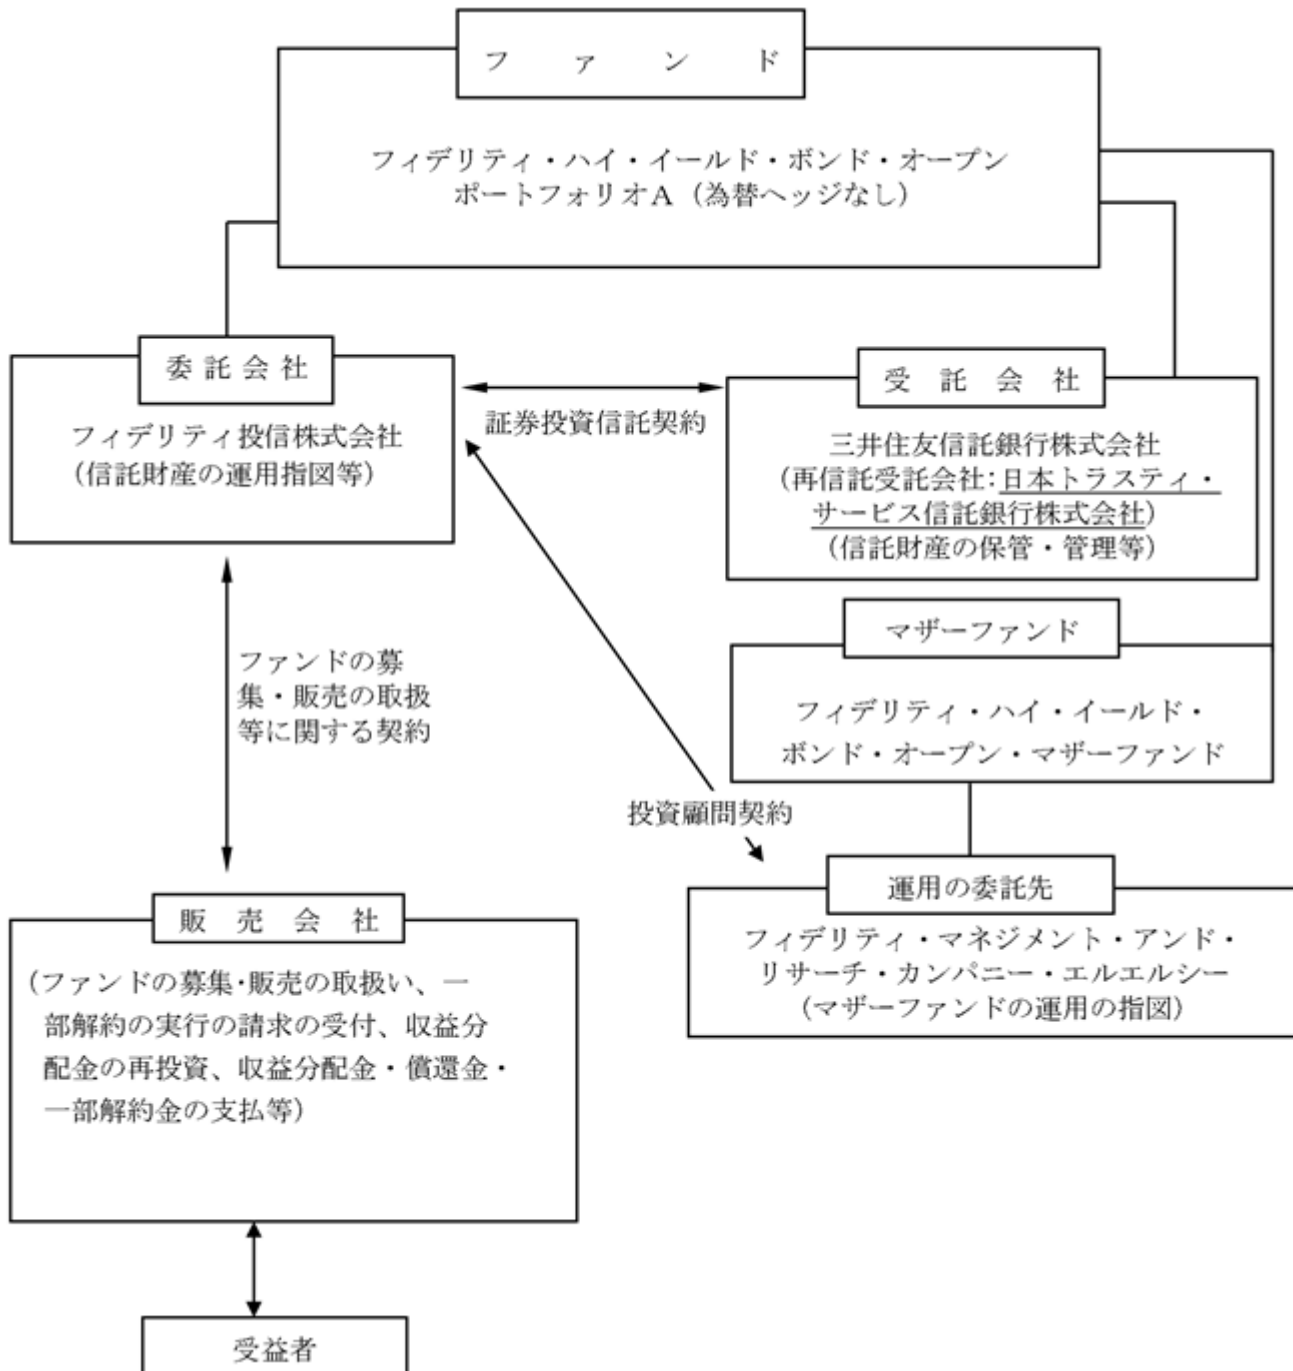 ファンド
フィデリティ・ハイ・イールド・ボンド・オープン
ポートフォリオA（為替ヘッジなし）
委託会社
フィデリティ投信株式会社
（信託財産の運用指図等）
証券投資信託契約
受託会社
三井住友信託銀行株式会社
（再信託受託会社：日本トラスティ・
サービス信託銀行株式会社）
（信託財産の保管・管理等）
マザーファンド
フィデリティ・ハイ・イールド・
ボンド・オープン・マザーファンド
ファンドの募
集・販売の取扱
等に関する契約
投資顧問契約
運用の委託先
フィデリティ・マネジメント・アンド・
リサーチ・カンパニー・エルエルシー
（マザーファンドの運用の指図）
販売会社
（ファンドの募集・販売の取扱い、一
部解約の実行の請求の受付、収益分
配金の再投資、収益分配金・償還金・
一部解約金の支払等）
受益者